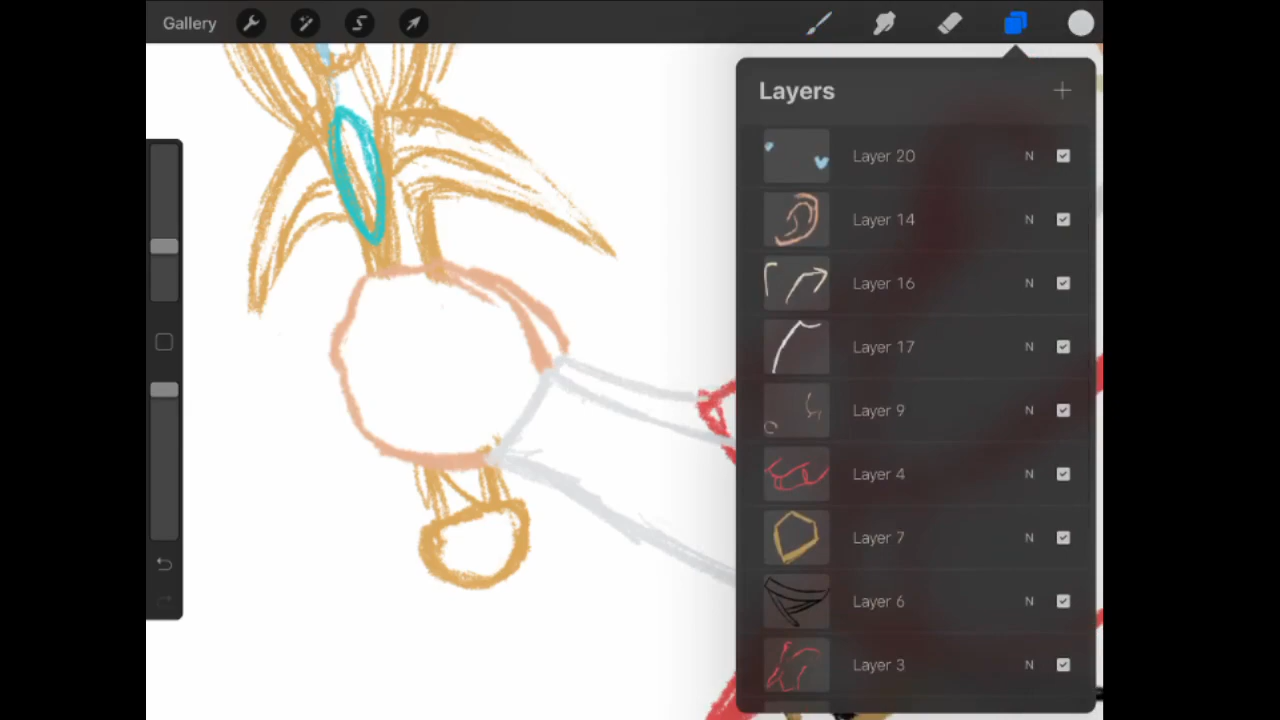 Gallery
Layers
Layer 20 N
Layer 14 N
Layer 16 N
Layer 17 N
Layer 9 N
Layer 4 N
Layer 7 N
Layer 6 N
Layer 3 N